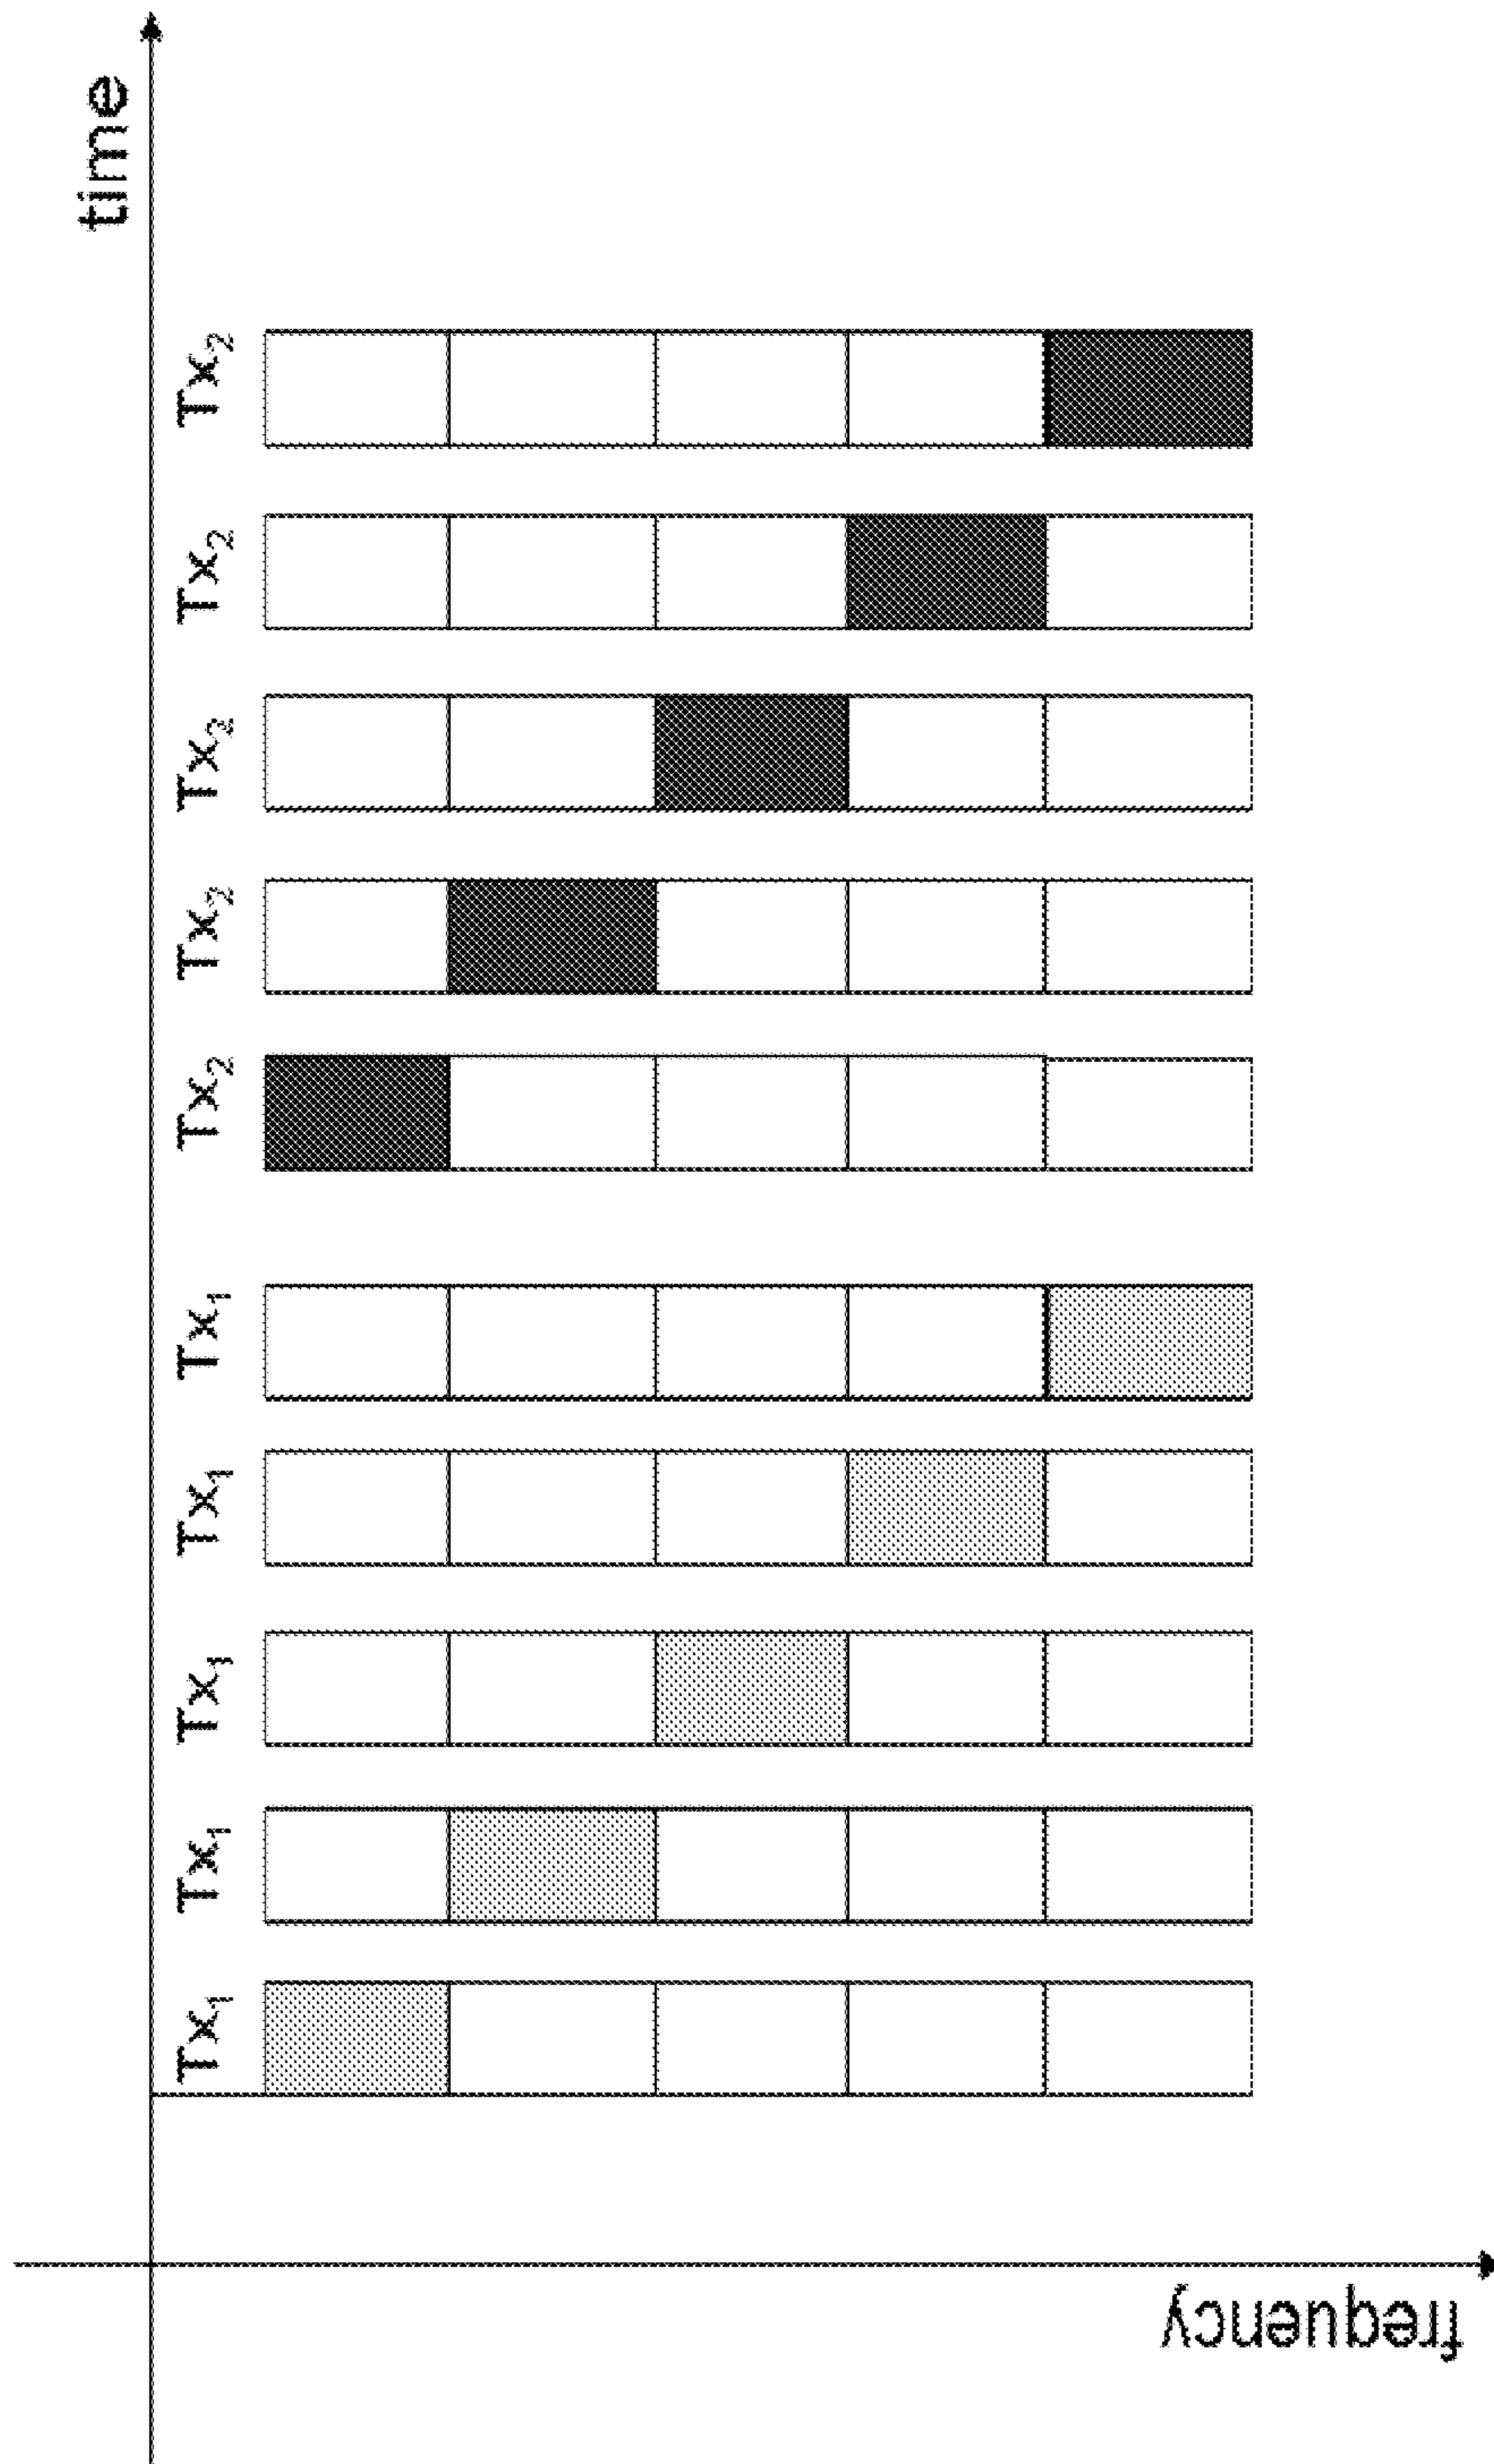 time
Tx₁
Tx₁
Tx₁
Tx₁
Tx₁
Tx₂
Tx₂
Tx₂
Tx₂
Tx₂
frequency